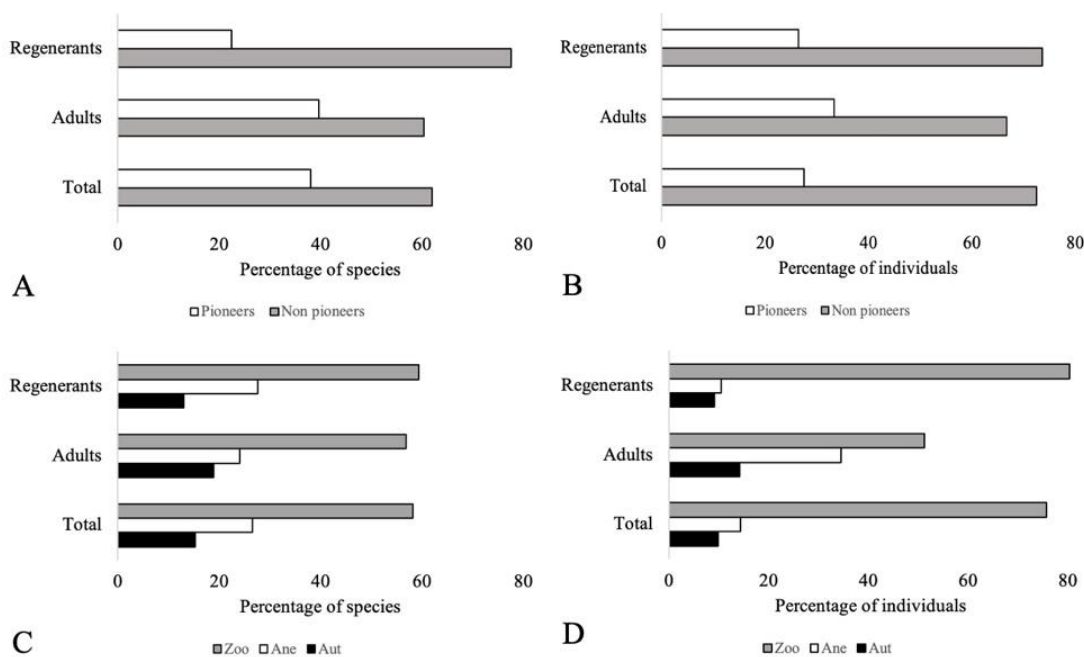 Regenerants
Adults
Total
0 20 40 60 80
Percentage of species
A
Pioneers Non pioneers
Regenerants
Adults
Total
0 20 40 60 80
Percentage of individuals
B
Pioneers Non pioneers
Regenerants
Adults
Total
0 20 40 60 80
Percentage of species
C
Zoo Ane Aut
Regenerants
Adults
Total
0 20 40 60 80
Percentage of individuals
D
Zoo Ane Aut